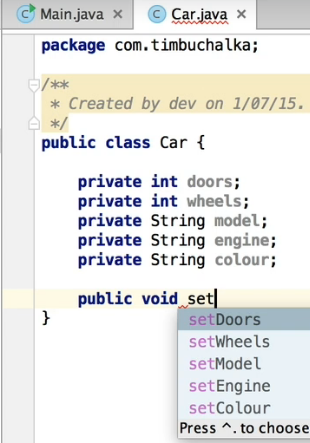 Main.java × Car.java ×
package com.timbuchalka;
/**
* Created by dev on 1/07/15.
*/
public class Car {
private int doors;
private int wheels;
private String model;
private String engine;
private String colour;
public void set
}
setDoors
setWheels
setModel
setEngine
setColour
Press ^. to choose